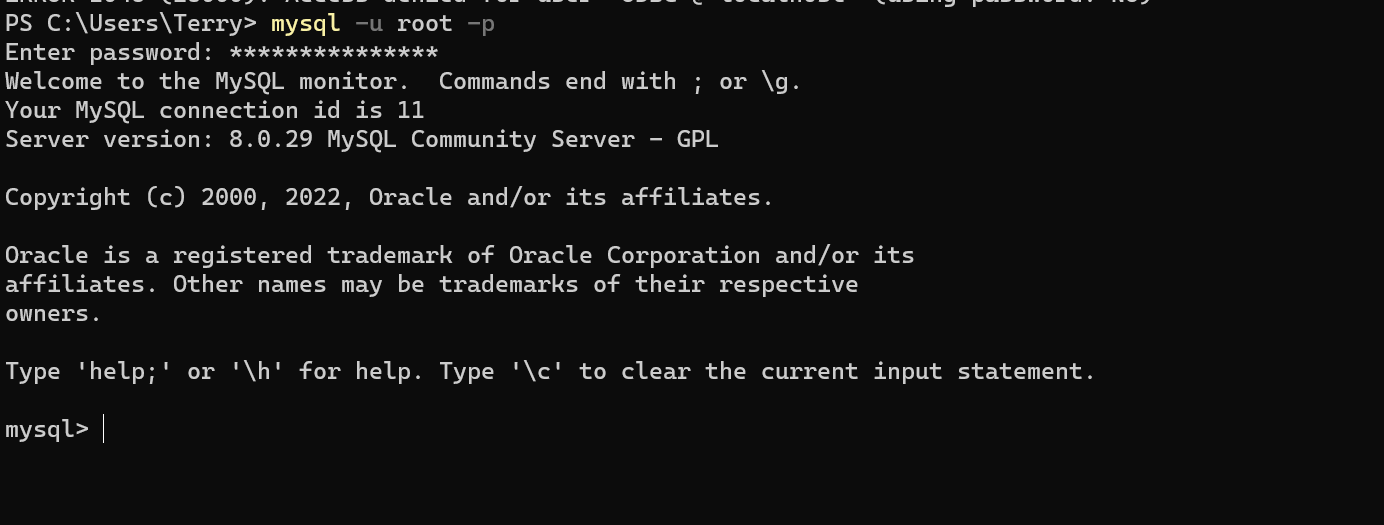 PS C:\Users\Terry> mysql -u root -p
Enter password: ***************
Welcome to the MySQL monitor.  Commands end with ; or \g.
Your MySQL connection id is 11
Server version: 8.0.29 MySQL Community Server - GPL
Copyright (c) 2000, 2022, Oracle and/or its affiliates.
Oracle is a registered trademark of Oracle Corporation and/or its
affiliates. Other names may be trademarks of their respective
owners.
Type 'help;' or '\h' for help. Type '\c' to clear the current input statement.
mysql>